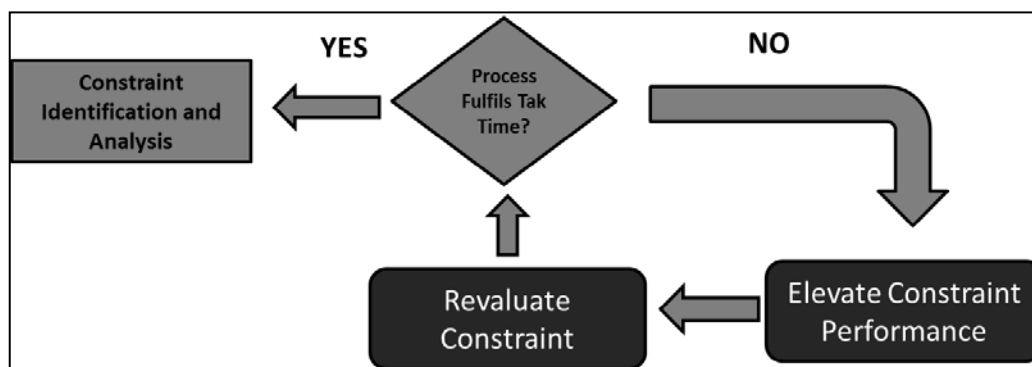 YES
NO
Process
Fulfils Tak
Time?
Constraint
Identification and
Analysis
Revaluate
Constraint
Elevate Constraint
Performance